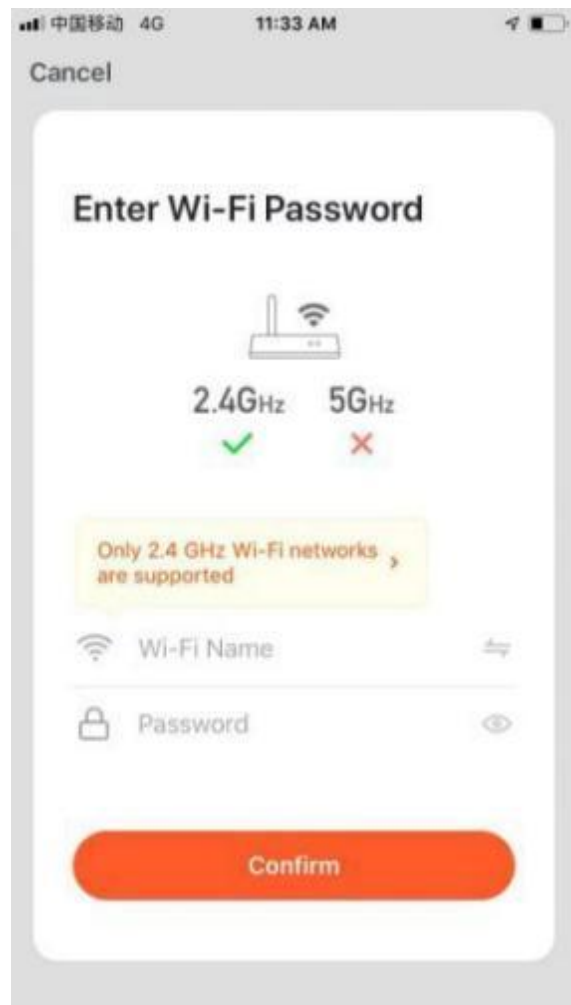 中国移动 4G 11:33 AM
Cancel
Enter Wi-Fi Password
2.4GHz 5GHz
Only 2.4 GHz Wi-Fi networks
are supported
Wi-Fi Name
Password
Confirm